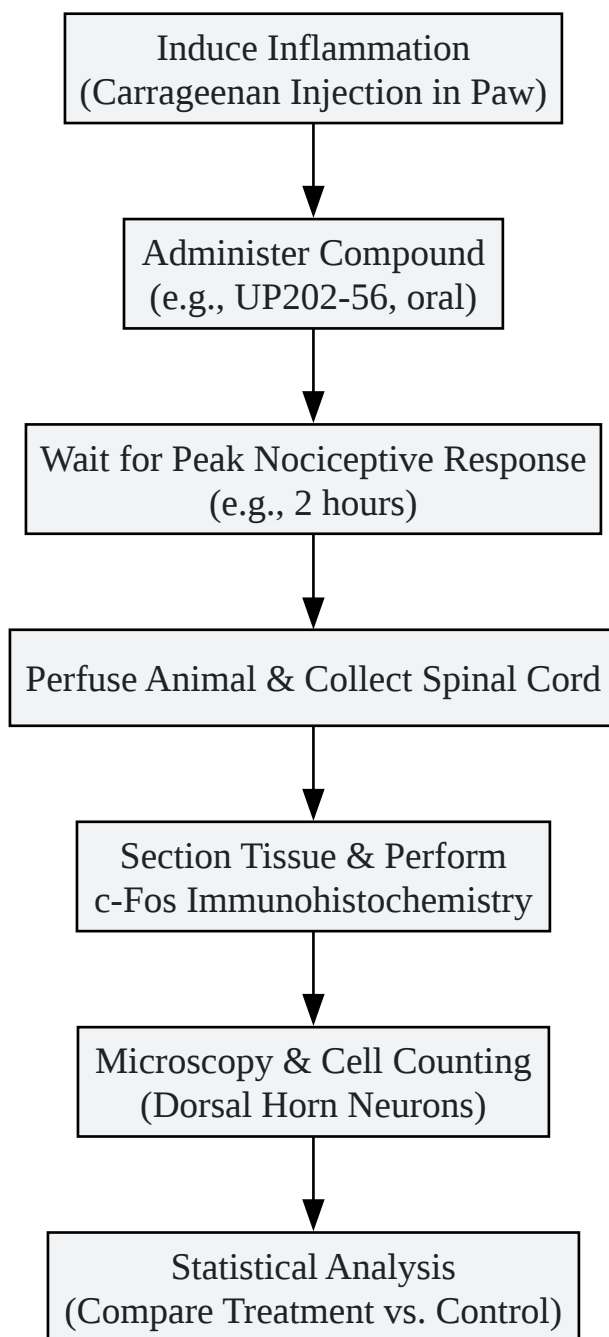 Induce Inflammation
(Carrageenan Injection in Paw)
Administer Compound
(e.g., UP202-56, oral)
Wait for Peak Nociceptive Response
(e.g., 2 hours)
Perfuse Animal & Collect Spinal Cord
Section Tissue & Perform
c-Fos Immunohistochemistry
Microscopy & Cell Counting
(Dorsal Horn Neurons)
Statistical Analysis
(Compare Treatment vs. Control)